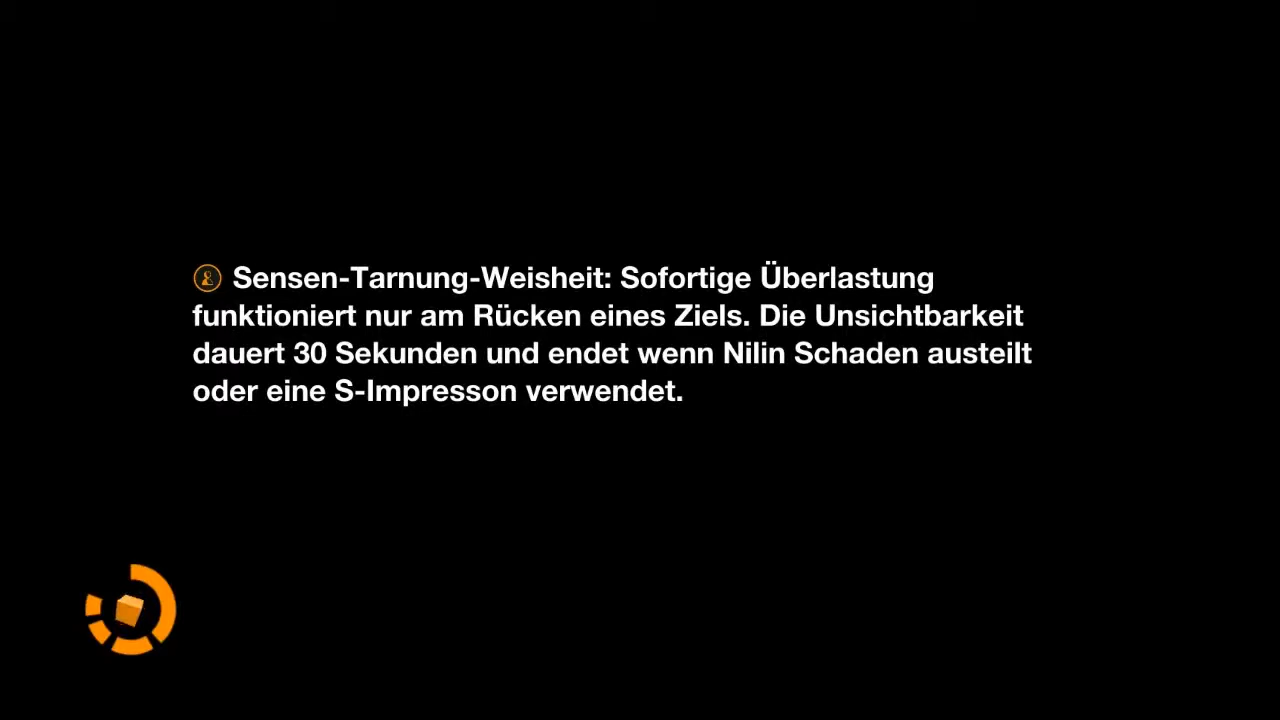 Sensen-Tarnung-Weisheit: Sofortige Überlastung
funktioniert nur am Rücken eines Ziels. Die Unsichtbarkeit
dauert 30 Sekunden und endet wenn Nilin Schaden austeilt
oder eine S-Impresson verwendet.